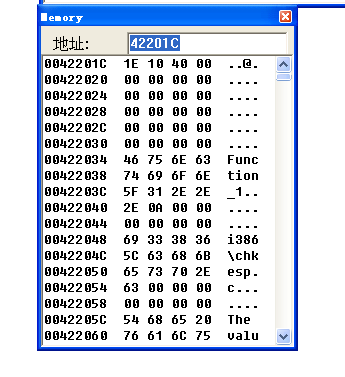 Memory
地址: 42201C
0042201C 1E 10 40 00 ..@.
00422020 00 00 00 00 ....
00422024 00 00 00 00 ....
00422028 00 00 00 00 ....
0042202C 00 00 00 00 ....
00422030 00 00 00 00 ....
00422034 46 75 6E 63 Func
00422038 74 69 6F 6E tion
0042203C 5F 31 2E 2E _1..
00422040 2E 0A 00 00 ....
00422044 00 00 00 00 ....
00422048 69 33 38 36 i386
0042204C 5C 63 68 6B \chk
00422050 65 73 70 2E esp.
00422054 63 00 00 00 c...
00422058 00 00 00 00 ....
0042205C 54 68 65 20 The
00422060 76 61 6C 75 valu